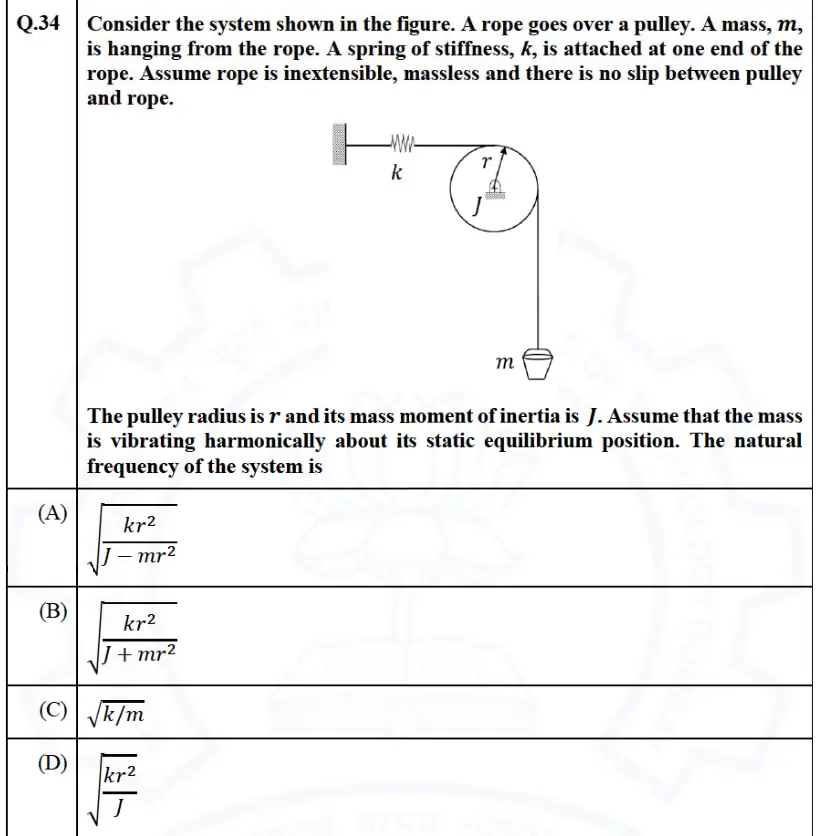 Q.34 Consider the system shown in the figure. A rope goes over a pulley. A mass, m,
is hanging from the rope. A spring of stiffness, k, is attached at one end of the
rope. Assume rope is inextensible, massless and there is no slip between pulley
and rope.
k
r
J
m
The pulley radius is r and its mass moment of inertia is J. Assume that the mass
is vibrating harmonically about its static equilibrium position. The natural
frequency of the system is
(A) √(kr²/(J − mr²))
(B) √(kr²/(J + mr²))
(C) √(k/m)
(D) √(kr²/J)